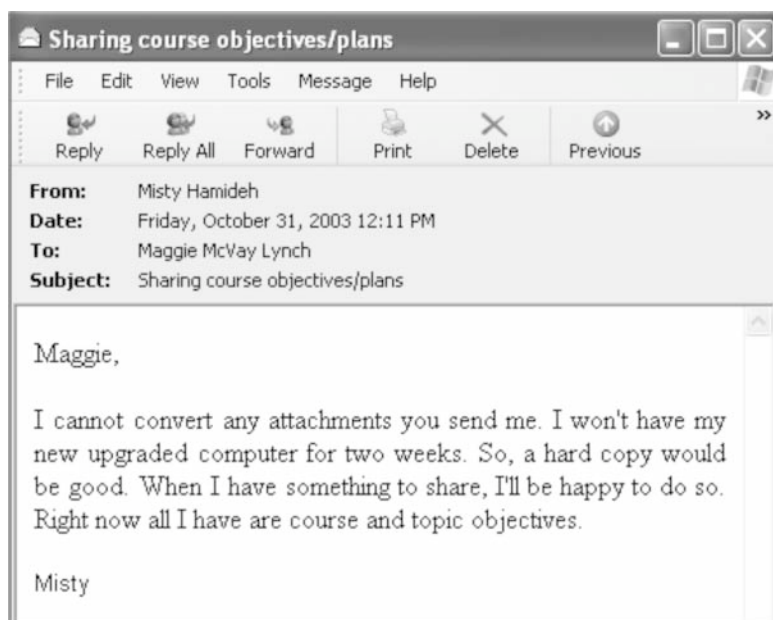 Sharing course objectives/plans
File Edit View Tools Message Help
Reply Reply All Forward Print Delete Previous »
From: Misty Hamideh
Date: Friday, October 31, 2003 12:11 PM
To: Maggie McVay Lynch
Subject: Sharing course objectives/plans
Maggie,
I cannot convert any attachments you send me. I won't have my
new upgraded computer for two weeks. So, a hard copy would
be good. When I have something to share, I'll be happy to do so.
Right now all I have are course and topic objectives.
Misty